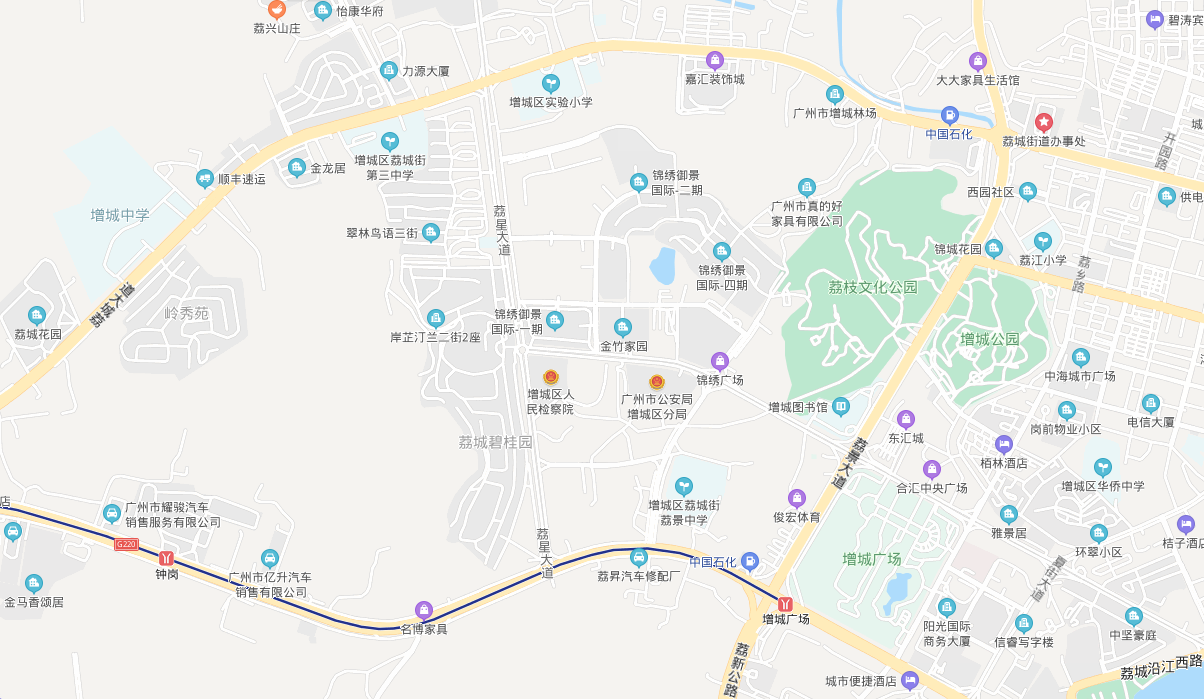 怡康华府
荔兴山庄
碧涛宾
力源大厦
嘉汇装饰城
大大家具生活馆
增城区实验小学
广州市增城林场
中国石化
荔城街道办事处
城
开园路
增城区荔城街
第三中学
金龙居
顺丰速运
锦绣御景
国际-二期
广州市真的好
家具有限公司
西园社区
供电
增城中学
荔星大道
翠林鸟语三街
锦城花园
荔江小学
荔乡路
锦绣御景
国际-四期
荔枝文化公园
荔城大道
岭秀苑
荔城花园
岸芷汀兰二街2座
锦绣御景
国际-一期
金竹家园
增城公园
锦绣广场
中海城市广场
增城区人
民检察院
广州市公安局
增城区分局
增城图书馆
岗前物业小区
电信大厦
荔城碧桂园
东汇城
荔景大道
柏林酒店
合汇中央广场
增城区华侨中学
店
广州市耀骏汽车
销售服务有限公司
增城区荔城街
荔景中学
俊宏体育
雅景居
桔子酒店
环翠小区
G220
钟岗
荔星大道
中国石化
增城广场
广州市亿升汽车
销售有限公司
荔昇汽车修配厂
夏街大道
金马香颂居
名博家具
增城广场
阳光国际
商务大厦
信睿写字楼
中坚豪庭
荔新公路
城市便捷酒店
荔城沿江西路